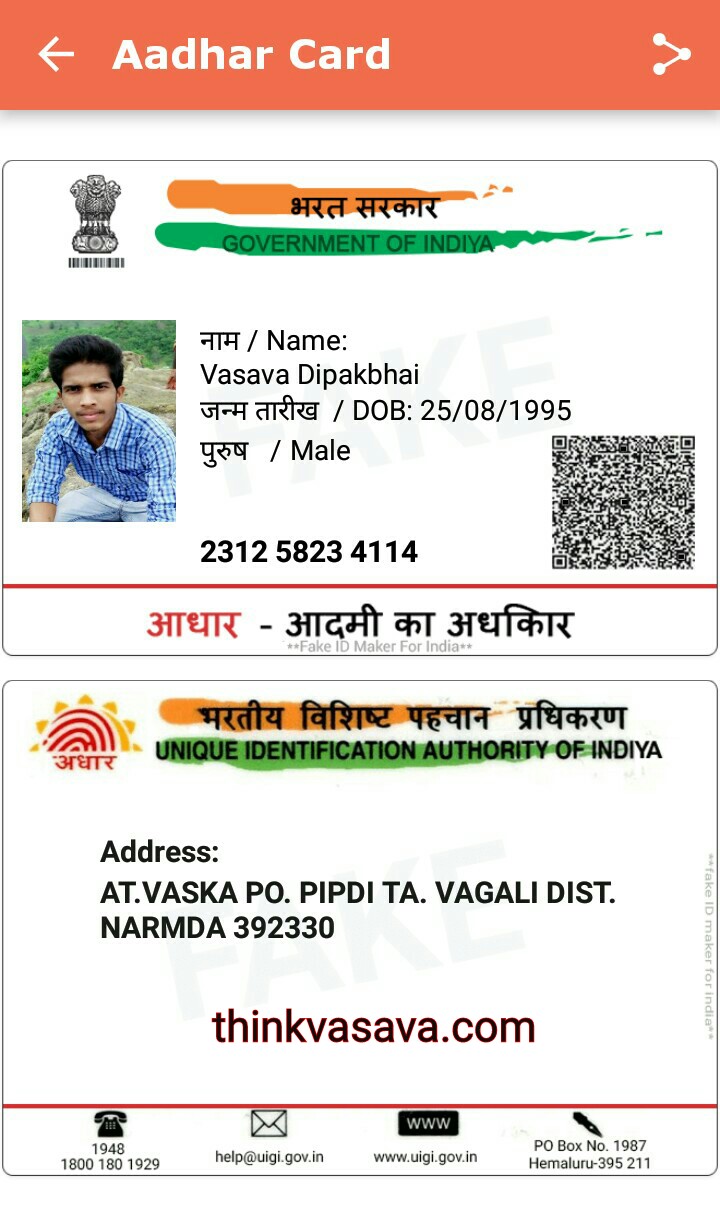 Aadhar Card
भरत सरकार
GOVERNMENT OF INDIYA
FAKE
नाम / Name:
Vasava Dipakbhai
जन्म तारीख / DOB: 25/08/1995
पुरुष / Male
2312 5823 4114
आधार - आदमी का अधकिार
**Fake ID Maker For India**
भरतीय विशिष्ट पहचान प्रधिकरण
UNIQUE IDENTIFICATION AUTHORITY OF INDIYA
अधार
Address:
AT.VASKA PO. PIPDI TA. VAGALI DIST.
NARMDA 392330
FAKE
**fake ID maker for india**
thinkvasava.com
1948
1800 180 1929
help@uigi.gov.in
www
www.uigi.gov.in
PO Box No. 1987
Hemaluru-395 211